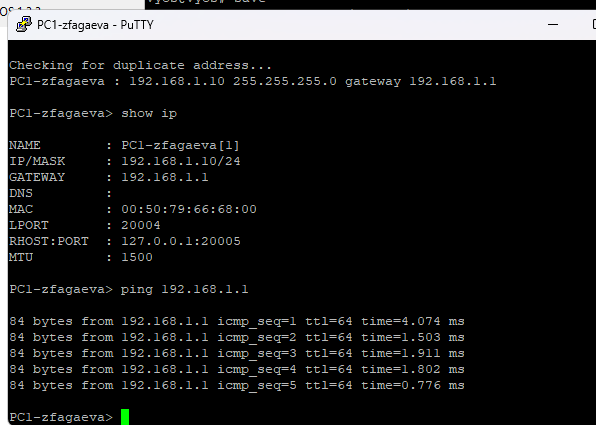 PC1-zfagaeva - PuTTY
Checking for duplicate address...
PC1-zfagaeva : 192.168.1.10 255.255.255.0 gateway 192.168.1.1
PC1-zfagaeva> show ip
NAME        : PC1-zfagaeva[1]
IP/MASK     : 192.168.1.10/24
GATEWAY     : 192.168.1.1
DNS         :
MAC         : 00:50:79:66:68:00
LPORT       : 20004
RHOST:PORT  : 127.0.0.1:20005
MTU         : 1500
PC1-zfagaeva> ping 192.168.1.1
84 bytes from 192.168.1.1 icmp_seq=1 ttl=64 time=4.074 ms
84 bytes from 192.168.1.1 icmp_seq=2 ttl=64 time=1.503 ms
84 bytes from 192.168.1.1 icmp_seq=3 ttl=64 time=1.911 ms
84 bytes from 192.168.1.1 icmp_seq=4 ttl=64 time=1.802 ms
84 bytes from 192.168.1.1 icmp_seq=5 ttl=64 time=0.776 ms
PC1-zfagaeva>